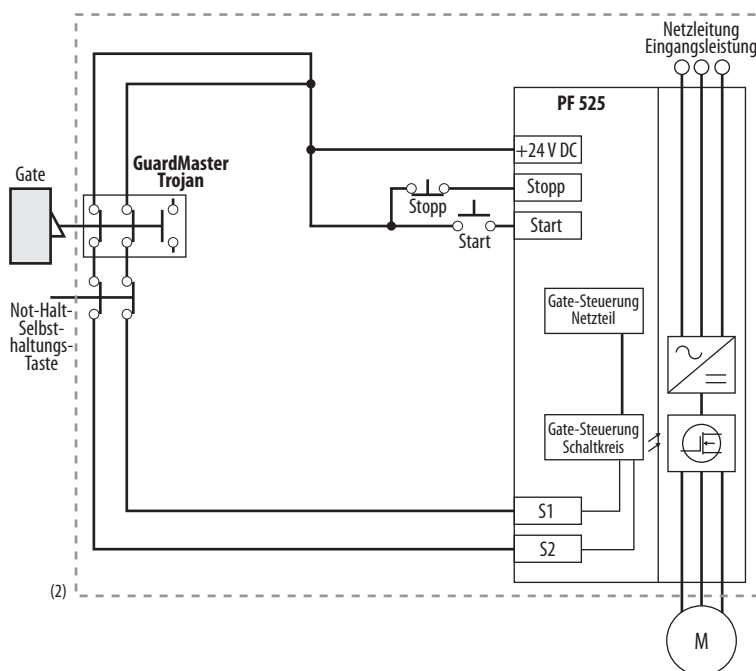 Netzleitung
Eingangsleistung
PF 525
+24 V DC
GuardMaster
Trojan
Gate
Stopp
Stopp
Start
Start
Not-Halt-
Selbst-
haltungs-
Taste
Gate-Steuerung
Netzteil
Gate-Steuerung
Schaltkreis
S1
S2
(2)
M